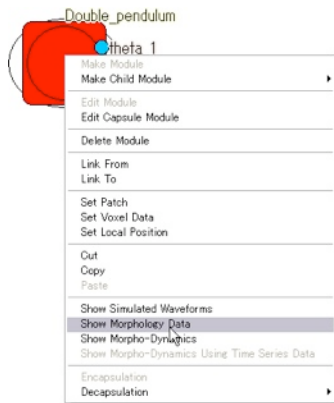 Double_pendulum
theta_1
Make Module
Make Child Module
Edit Module
Edit Capsule Module
Delete Module
Link From
Link To
Set Patch
Set Voxel Data
Set Local Position
Cut
Copy
Paste
Show Simulated Waveforms
Show Morphology Data
Show Morpho-Dynamics
Show Morpho-Dynamics Using Time Series Data
Encapsulation
Decapsulation